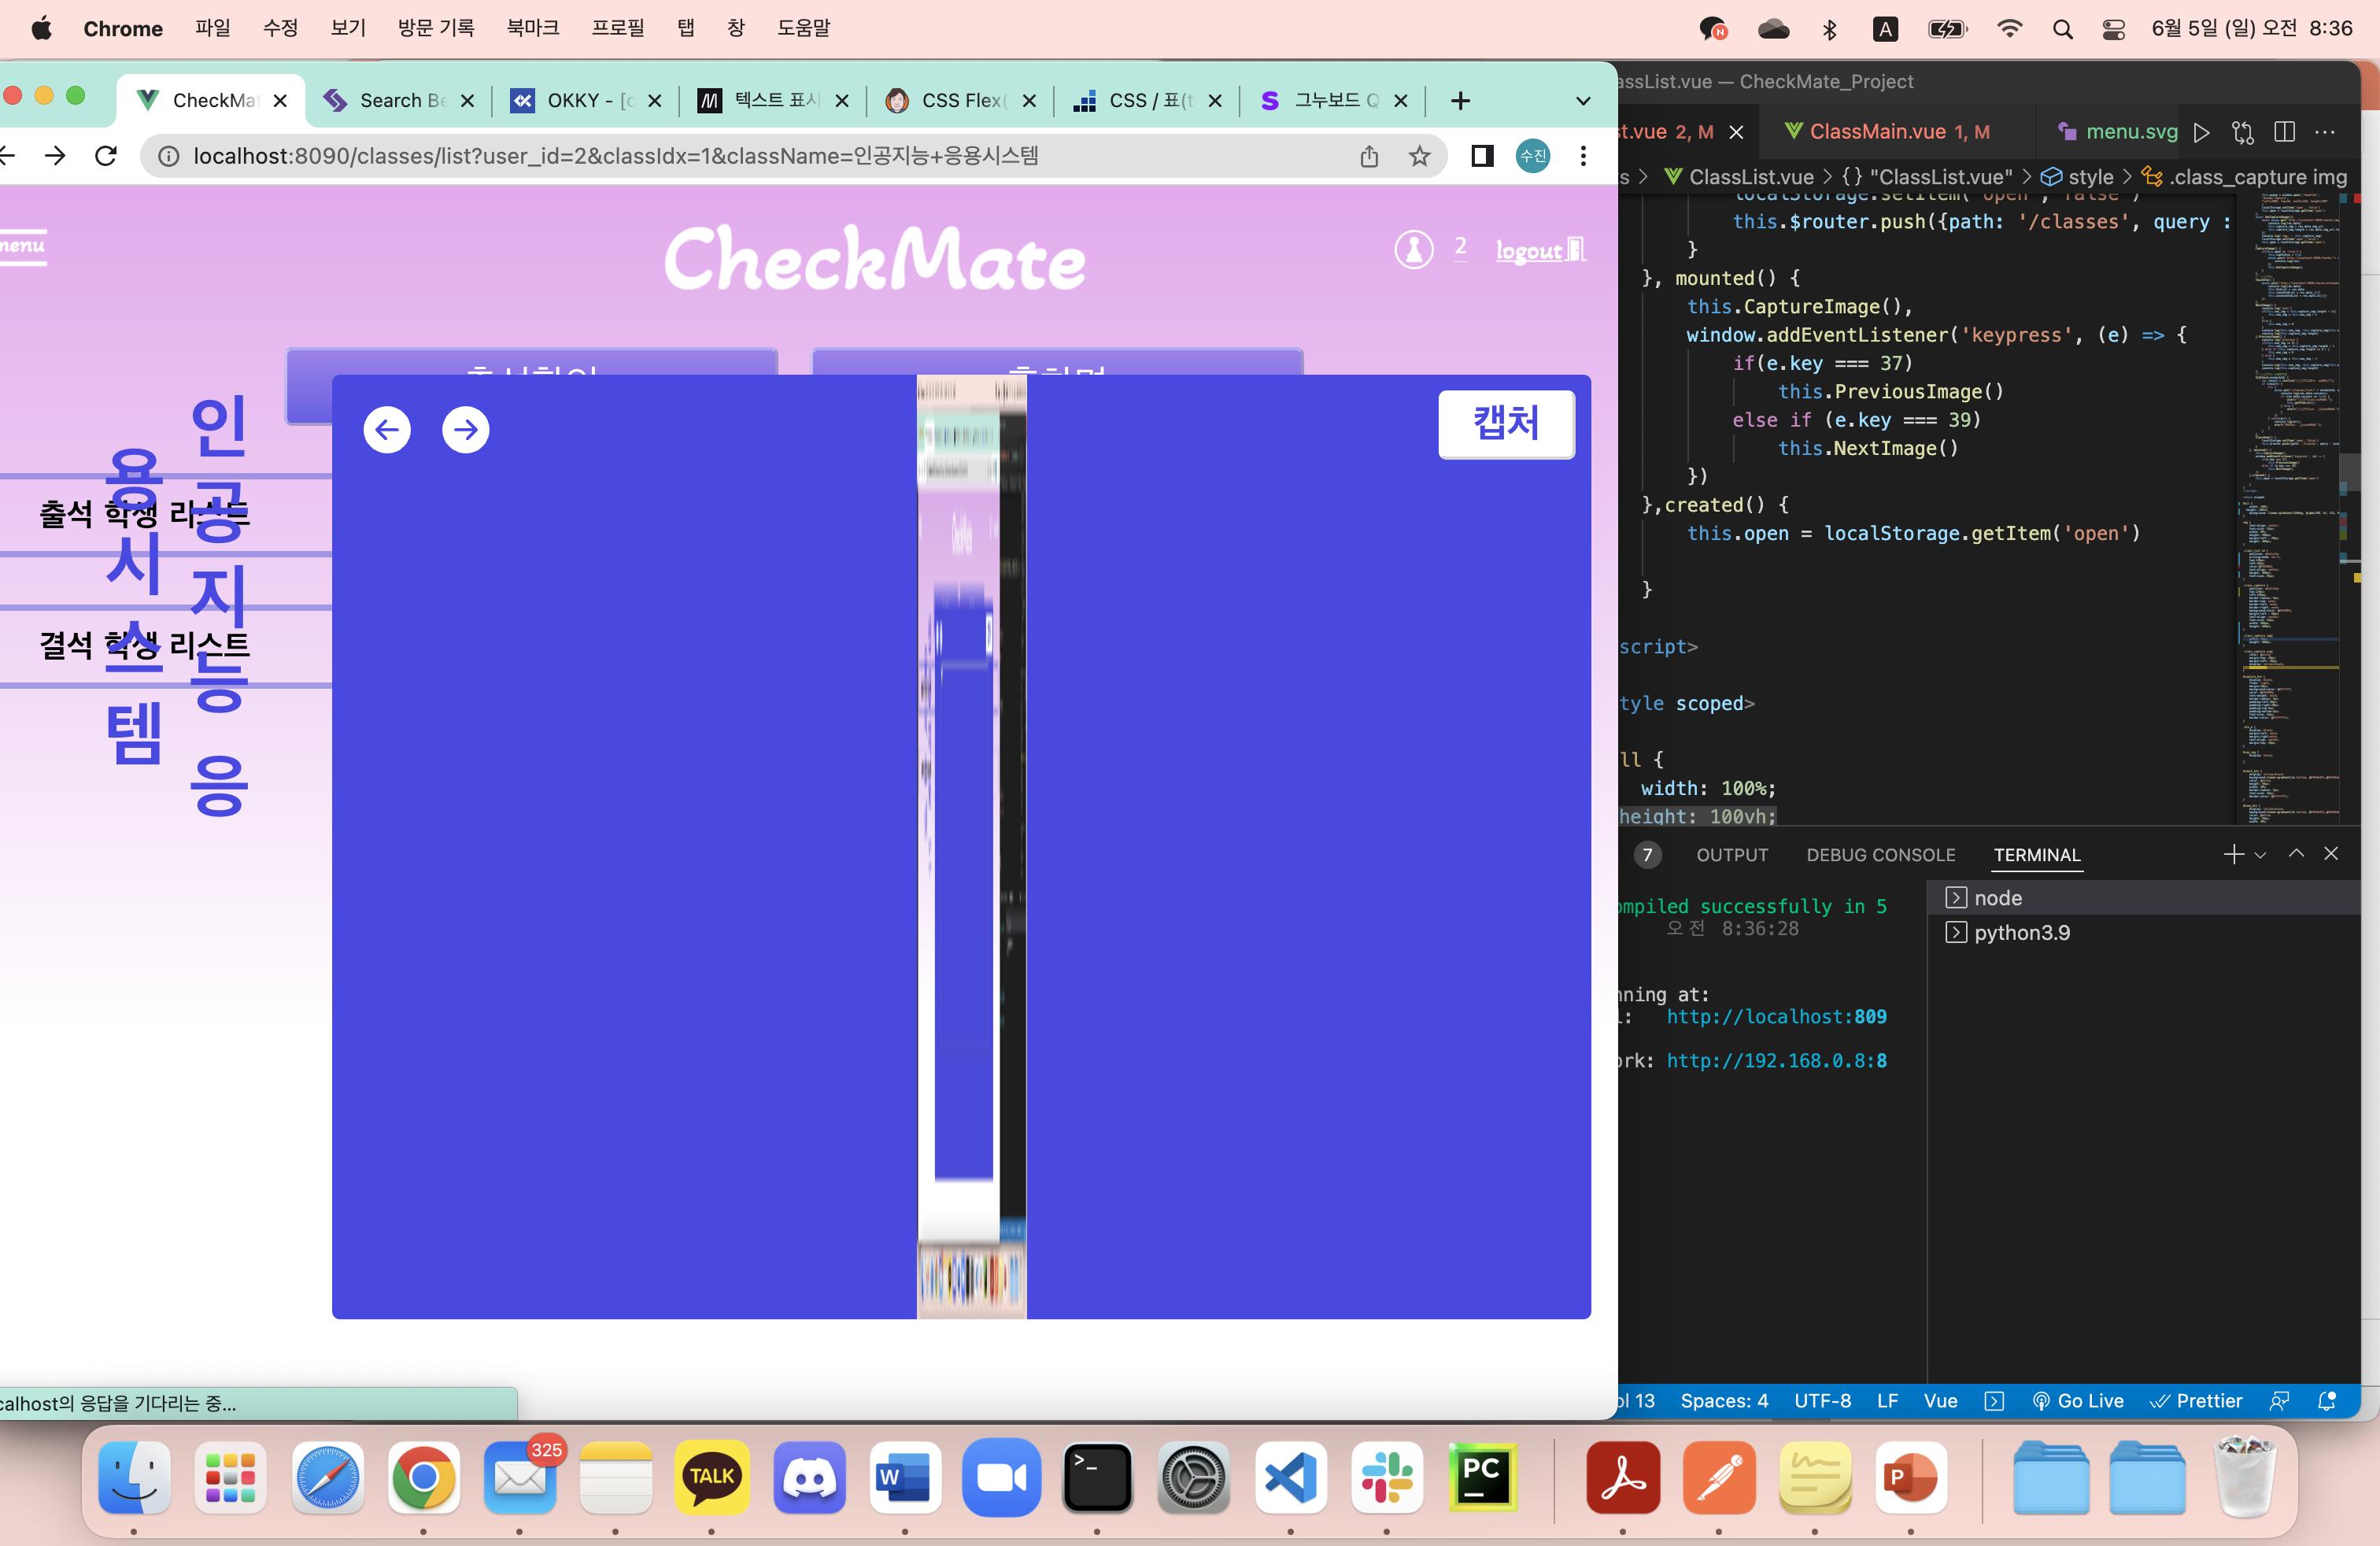 Chrome 파일 수정 보기 방문 기록 북마크 프로필 탭 창 도움말 A 6월 5일 (일) 오전 8:36
CheckMat Search Be OKKY - [c 텍스트 표시 CSS Flex( CSS / 표(t 그누보드 Q
localhost:8090/classes/list?user_id=2&classIdx=1&className=인공지능+응용시스템 수진
menu
CheckMate
2 logout
캡처
인공지능 응
용시스템
출석 학생 리스트
결석 학생 리스트
calhost의 응답을 기다리는 중...
assList.vue — CheckMate_Project
t.vue 2, M ClassMain.vue 1, M menu.svg
s > ClassList.vue > {} "ClassList.vue" > style > .class_capture img
localStorage.setItem('open', 'false')
this.$router.push({path: '/classes', query :
}
}, mounted() {
this.CaptureImage(),
window.addEventListener('keypress', (e) => {
if(e.key === 37)
this.PreviousImage()
else if (e.key === 39)
this.NextImage()
})
},created() {
this.open = localStorage.getItem('open')
}
script>
tyle scoped>
ll {
width: 100%;
height: 100vh;
7 OUTPUT DEBUG CONSOLE TERMINAL
ompiled successfully in 5
오전 8:36:28
nning at:
l: http://localhost:809
ork: http://192.168.0.8:8
node
python3.9
ol 13 Spaces: 4 UTF-8 LF Vue Go Live Prettier
325
TALK
W
PC
P